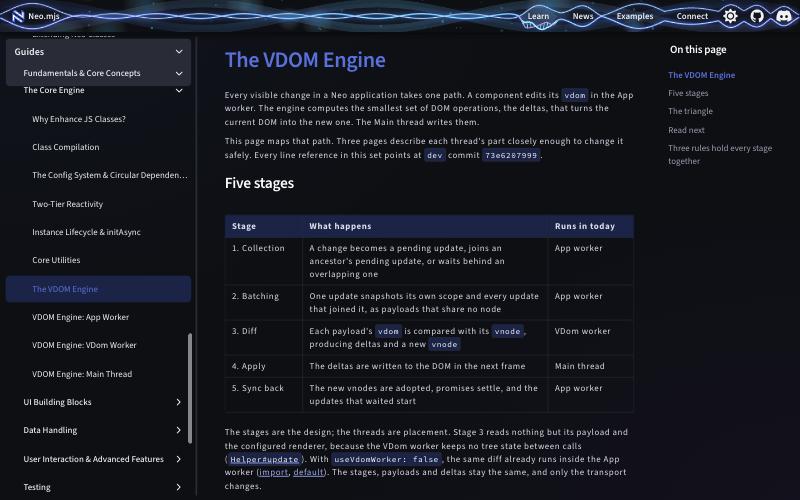 Neo.mjs
Learn
News
Examples
Connect
Guides
Fundamentals & Core Concepts
The Core Engine
Why Enhance JS Classes?
Class Compilation
The Config System & Circular Dependen...
Two-Tier Reactivity
Instance Lifecycle & initAsync
Core Utilities
The VDOM Engine
VDOM Engine: App Worker
VDOM Engine: VDom Worker
VDOM Engine: Main Thread
UI Building Blocks
Data Handling
User Interaction & Advanced Features
Testing
The VDOM Engine
Every visible change in a Neo application takes one path. A component edits its vdom in the App
worker. The engine computes the smallest set of DOM operations, the deltas, that turns the
current DOM into the new one. The Main thread writes them.
This page maps that path. Three pages describe each thread's part closely enough to change it
safely. Every line reference in this set points at dev commit 73e6207999.
Five stages
Stage What happens Runs in today
1. Collection A change becomes a pending update, joins an App worker
ancestor's pending update, or waits behind an
overlapping one
2. Batching One update snapshots its own scope and every update App worker
that joined it, as payloads that share no node
3. Diff Each payload's vdom is compared with its vnode, VDom worker
producing deltas and a new vnode
4. Apply The deltas are written to the DOM in the next frame Main thread
5. Sync back The new vnodes are adopted, promises settle, and the App worker
updates that waited start
The stages are the design; the threads are placement. Stage 3 reads nothing but its payload and
the configured renderer, because the VDom worker keeps no tree state between calls
(Helper#update). With useVdomWorker: false, the same diff already runs inside the App
worker (import, default). The stages, payloads and deltas stay the same, and only the transport
changes.
On this page
The VDOM Engine
Five stages
The triangle
Read next
Three rules hold every stage
together